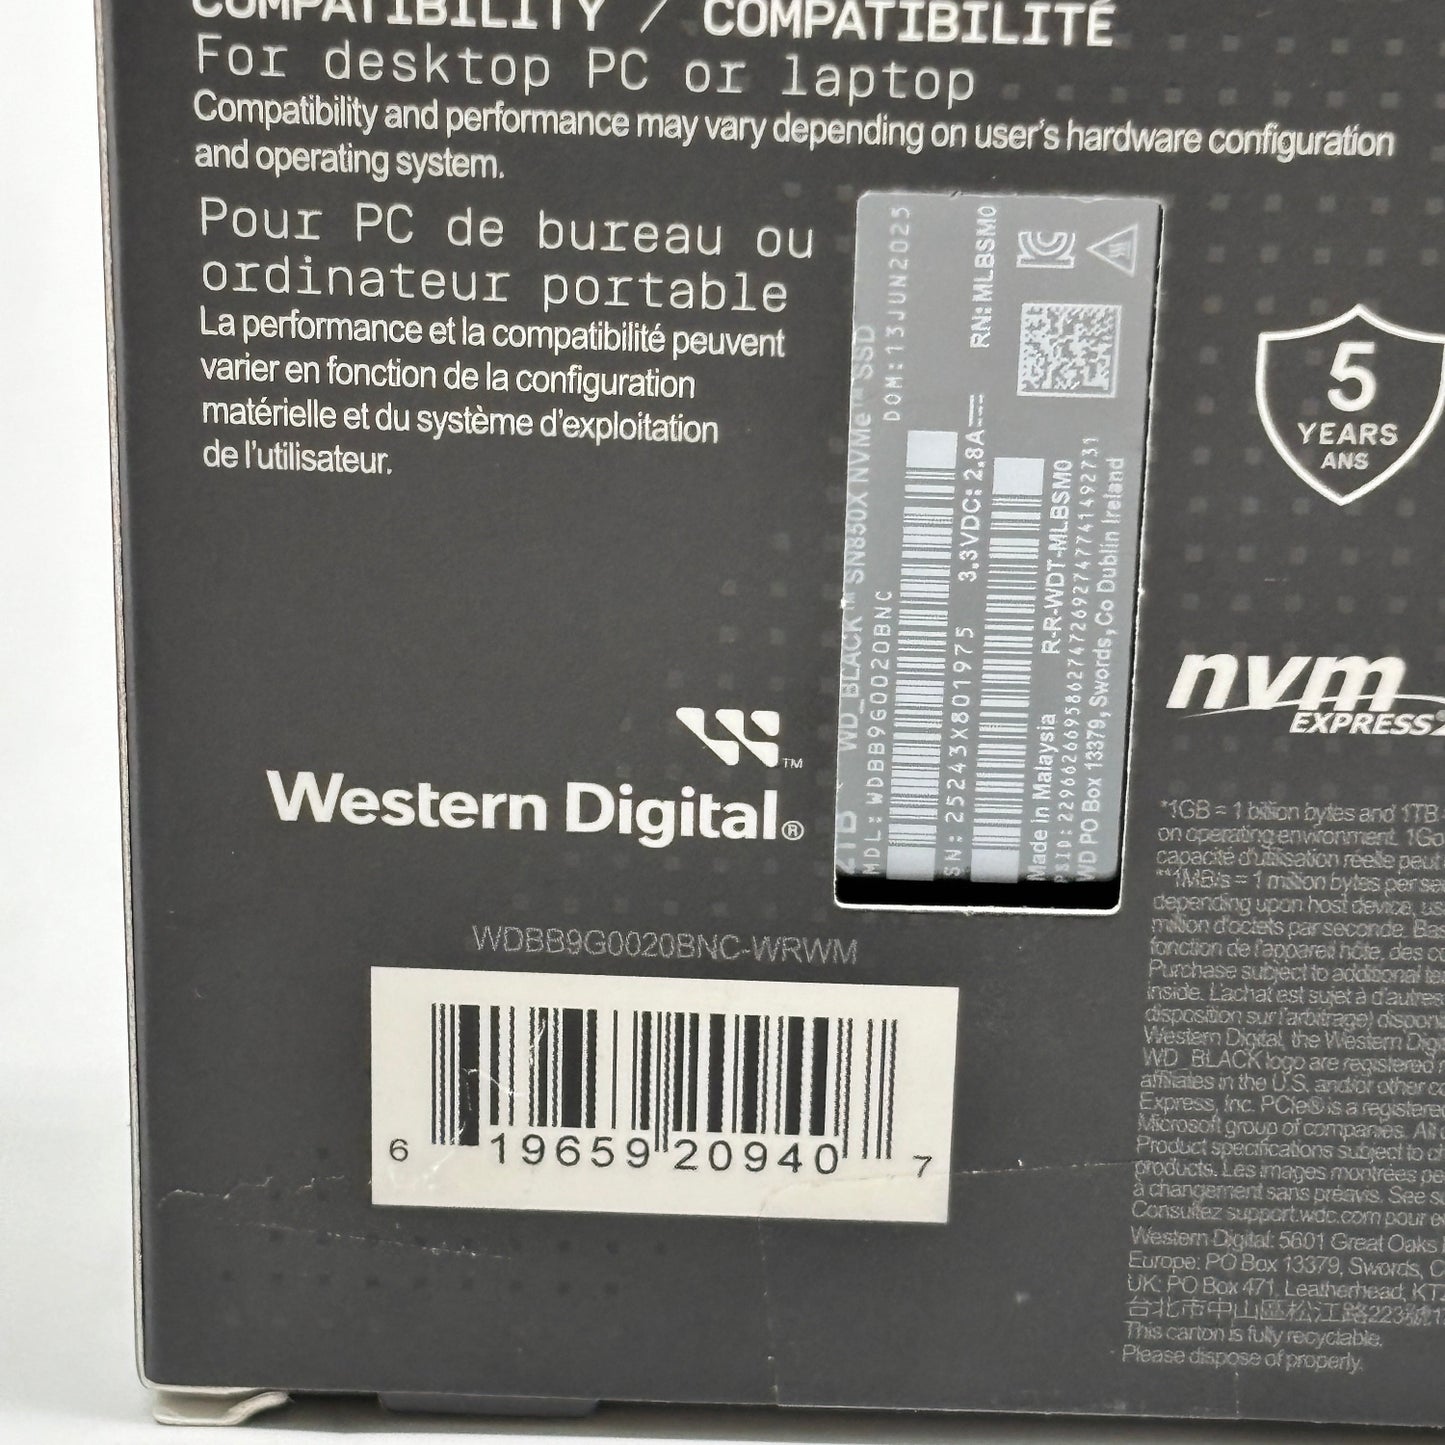 COMPATIBILITY / COMPATIBILITÉ
For desktop PC or laptop
Compatibility and performance may vary depending on user's hardware configuration
and operating system.
Pour PC de bureau ou
ordinateur portable
La performance et la compatibilité peuvent
varier en fonction de la configuration
matérielle et du système d'exploitation
de l'utilisateur.
2TB WD_BLACK™ SN850X NVMe™ SSD
DOM:13JUN2025
MDL:WDBB9G0020BNC
SN:25243X801975
3.3VDC: 2.8A
RN:MLBSM0
Made in Malaysia
R-R-WDT-MLBSM0
WD PO Box 13379, Swords, Co Dublin Ireland
5
YEARS
ANS
nvm
EXPRESS
Western Digital®
WDBB9G0020BNC-WRWM
6 19659 20940 7
*1GB = 1 billion bytes and 1TB
on operating environment. 1Go
capacité d'utilisation réelle peut
**1MB/s = 1 million bytes per
depending upon host device,
million d'octets par seconde.
fonction de l'appareil hôte, des
Purchase subject to additional
inside. L'achat est sujet à d'autres
disposition sur l'arbitrage)
Western Digital, the Western
WD_BLACK logo are registered
affiliates in the U.S. and/or other
Express, Inc. PCIe® is a registered
Microsoft group of companies. All
Product specifications subject to
products. Les images montrées
à changement sans préavis. See
Consultez support.wdc.com pour
Western Digital: 5601 Great Oaks
Europe: PO Box 13379, Swords,
UK: PO Box 471, Leatherhead,
台北市中山區松江路223號
This carton is fully recyclable.
Please dispose of properly.